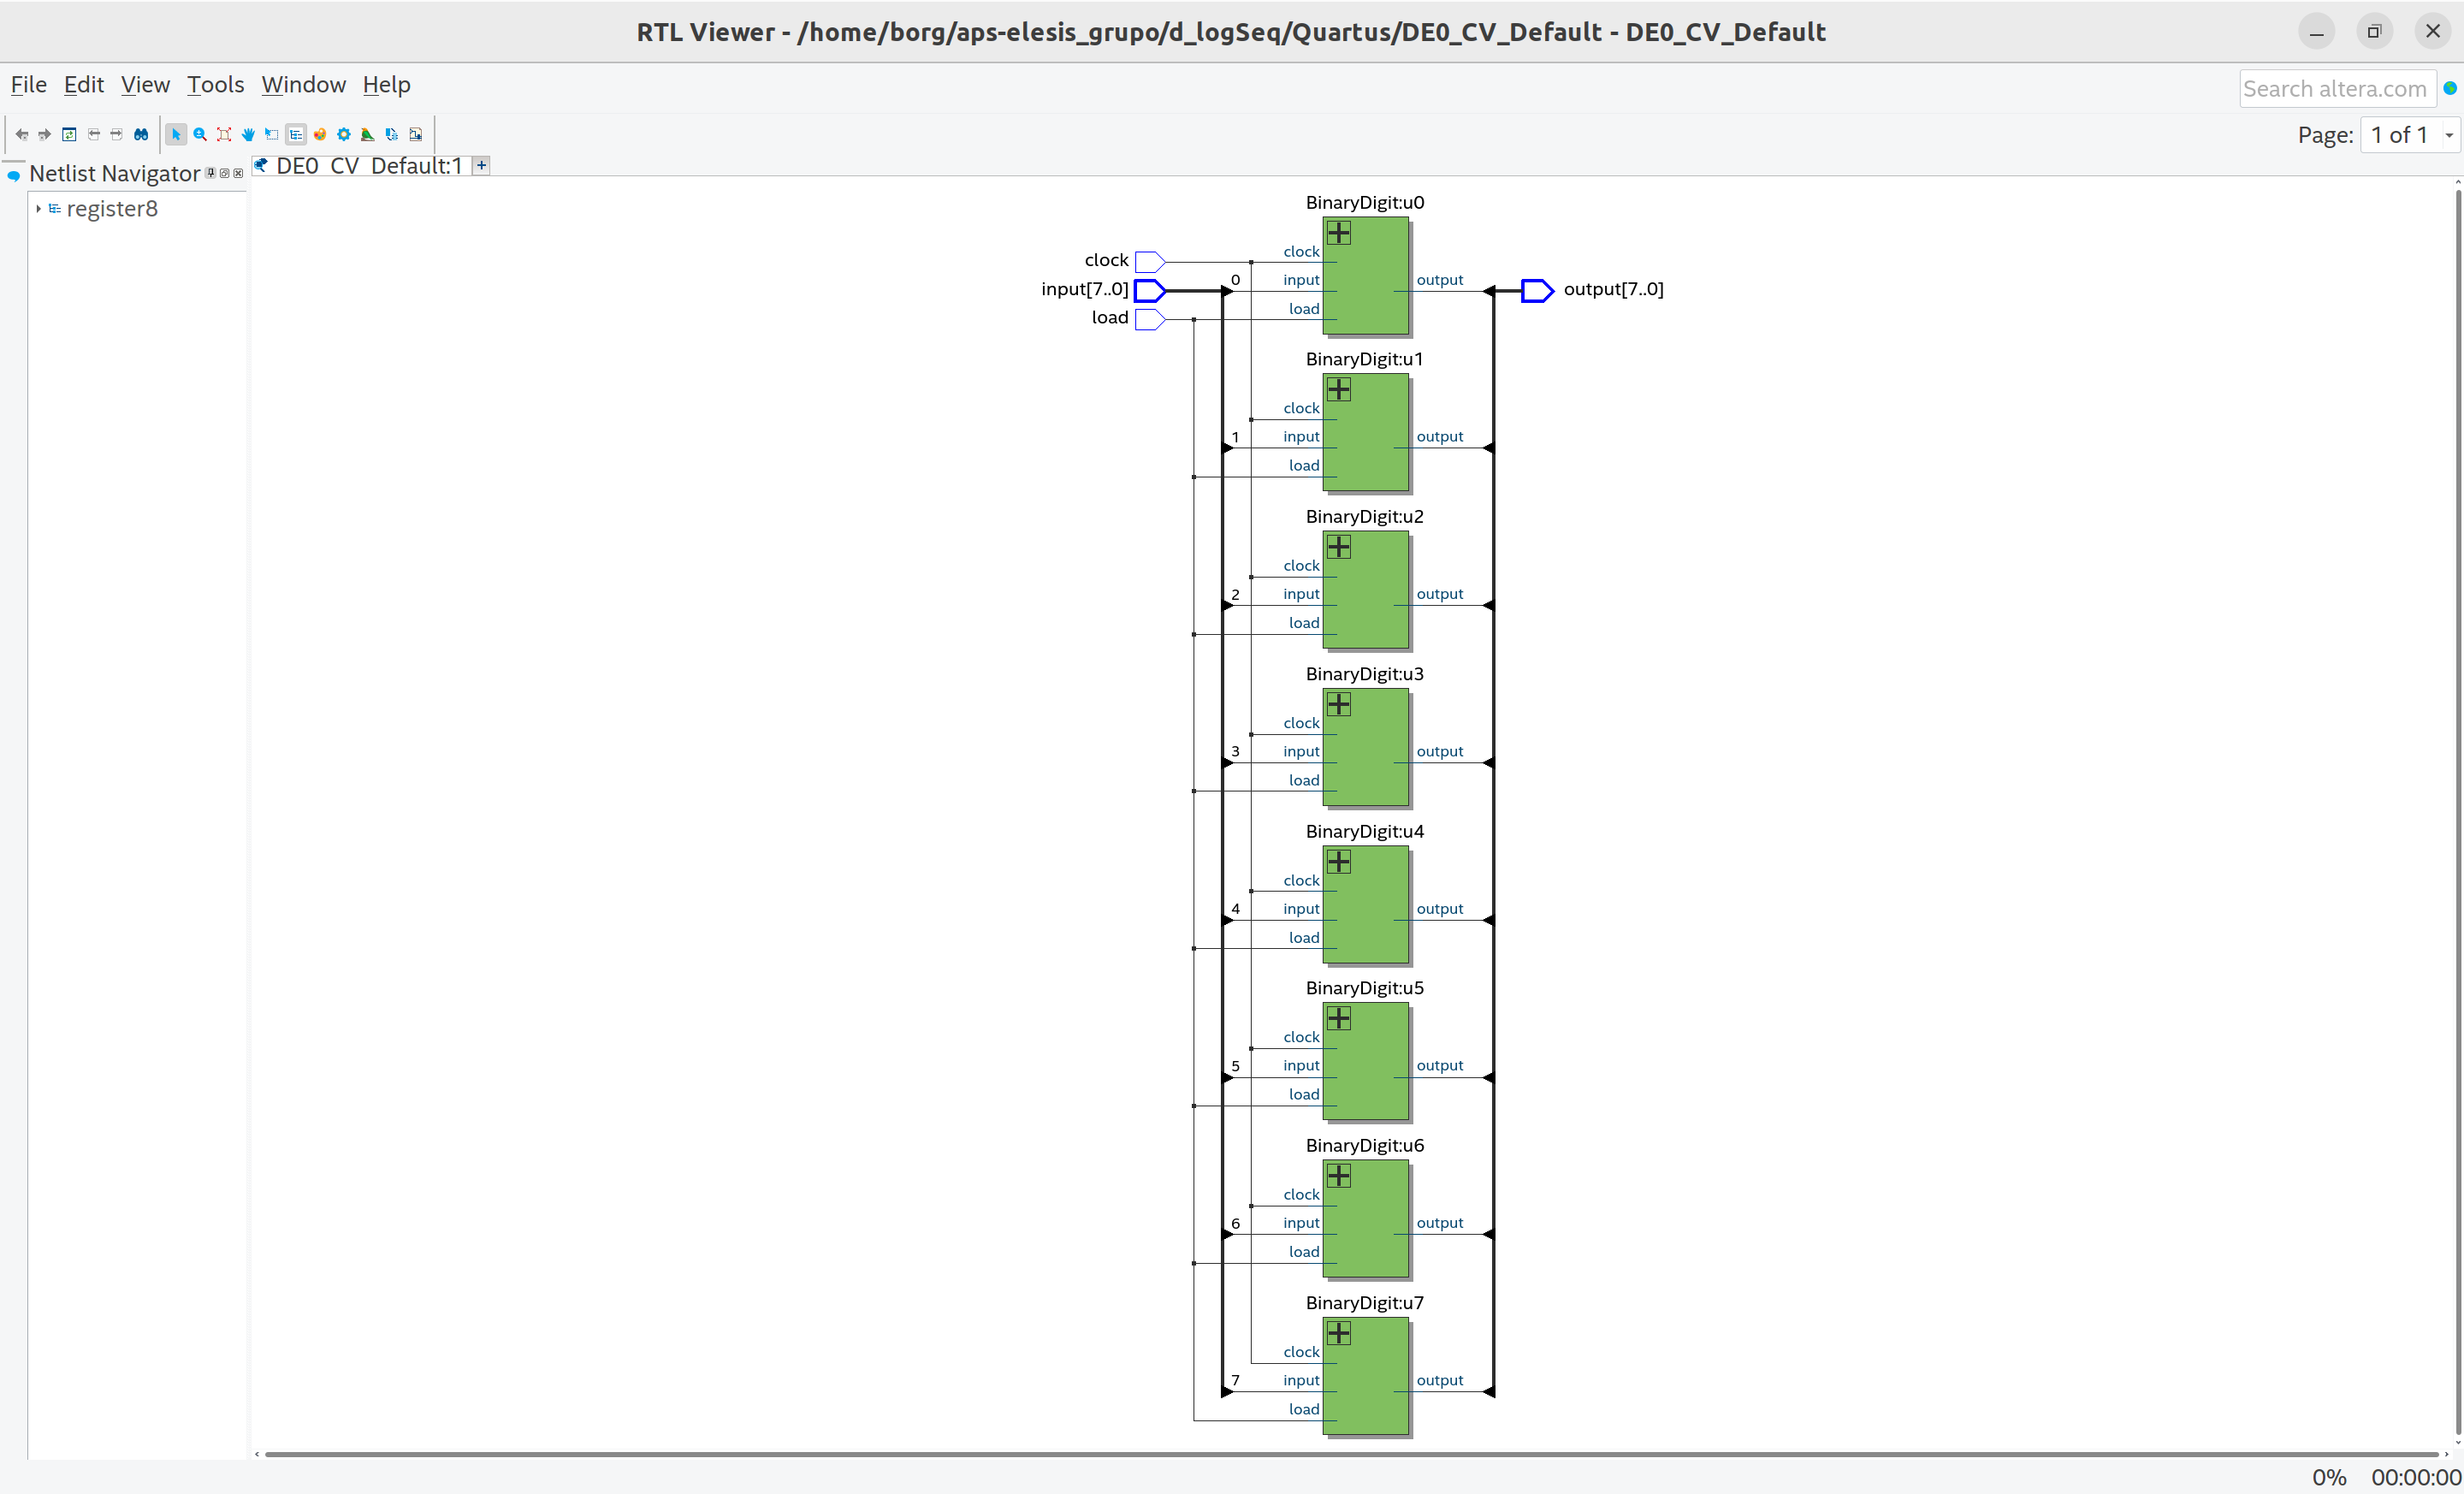 RTL Viewer - /home/borg/aps-elesis_grupo/d_logSeq/Quartus/DE0_CV_Default - DE0_CV_Default
File Edit View Tools Window Help
Search altera.com
Page: 1 of 1
Netlist Navigator
DE0_CV_Default:1
register8
BinaryDigit:u0
clock
clock
input[7..0]
0
input
output
output[7..0]
load
load
BinaryDigit:u1
clock
1
input
output
load
BinaryDigit:u2
clock
2
input
output
load
BinaryDigit:u3
clock
3
input
output
load
BinaryDigit:u4
clock
4
input
output
load
BinaryDigit:u5
clock
5
input
output
load
BinaryDigit:u6
clock
6
input
output
load
BinaryDigit:u7
clock
7
input
output
load
0% 00:00:00